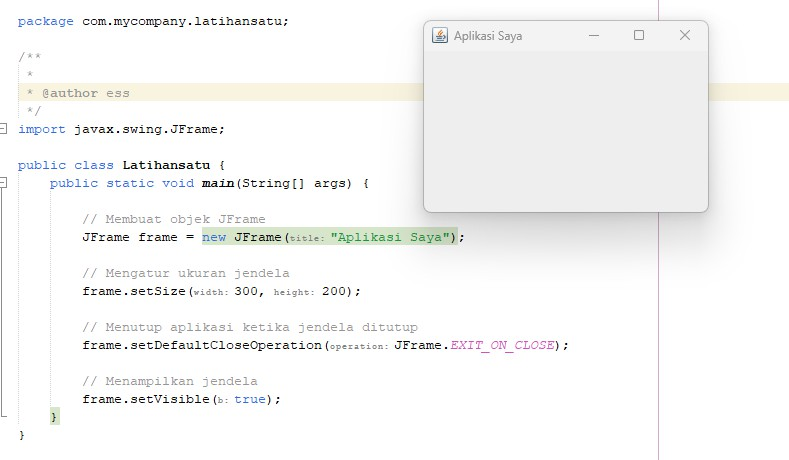 package com.mycompany.latihansatu;
/**
*
* @author ess
*/
import javax.swing.JFrame;
public class Latihansatu {
public static void main(String[] args) {
// Membuat objek JFrame
JFrame frame = new JFrame(title: "Aplikasi Saya");
// Mengatur ukuran jendela
frame.setSize(width: 300, height: 200);
// Menutup aplikasi ketika jendela ditutup
frame.setDefaultCloseOperation(operation: JFrame.EXIT_ON_CLOSE);
// Menampilkan jendela
frame.setVisible(b: true);
}
}
Aplikasi Saya